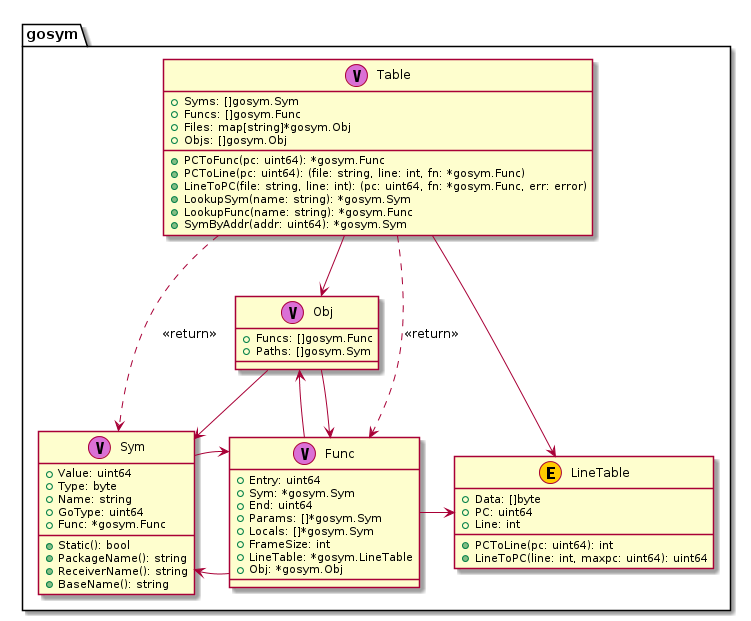 gosym
V Table
Syms: []gosym.Sym
Funcs: []gosym.Func
Files: map[string]*gosym.Obj
Objs: []gosym.Obj
PCToFunc(pc: uint64): *gosym.Func
PCToLine(pc: uint64): (file: string, line: int, fn: *gosym.Func)
LineToPC(file: string, line: int): (pc: uint64, fn: *gosym.Func, err: error)
LookupSym(name: string): *gosym.Sym
LookupFunc(name: string): *gosym.Func
SymByAddr(addr: uint64): *gosym.Sym
«return»
V Obj
Funcs: []gosym.Func
Paths: []gosym.Sym
«return»
V Sym
Value: uint64
Type: byte
Name: string
GoType: uint64
Func: *gosym.Func
Static(): bool
PackageName(): string
ReceiverName(): string
BaseName(): string
V Func
Entry: uint64
Sym: *gosym.Sym
End: uint64
Params: []*gosym.Sym
Locals: []*gosym.Sym
FrameSize: int
LineTable: *gosym.LineTable
Obj: *gosym.Obj
E LineTable
Data: []byte
PC: uint64
Line: int
PCToLine(pc: uint64): int
LineToPC(line: int, maxpc: uint64): uint64